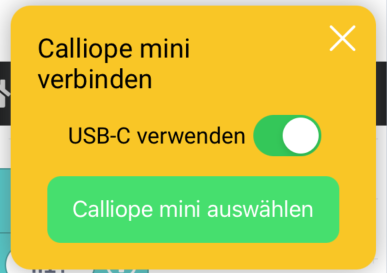 Calliope mini
verbinden
USB-C verwenden
Calliope mini auswählen